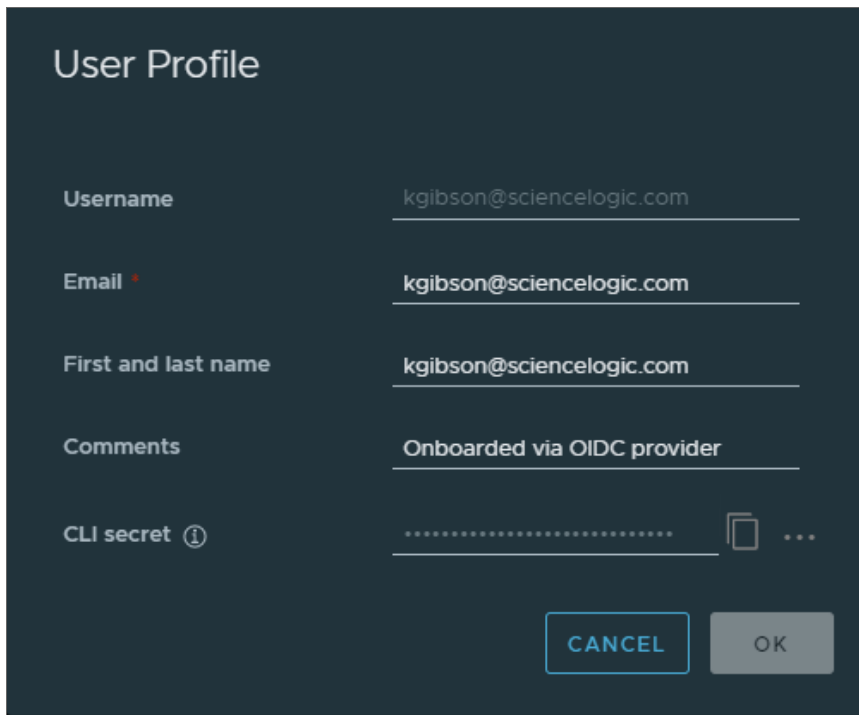 User Profile
Username kgibson@sciencelogic.com
Email * kgibson@sciencelogic.com
First and last name kgibson@sciencelogic.com
Comments Onboarded via OIDC provider
CLI secret •••••••••••••••••••••••••••••
CANCEL OK